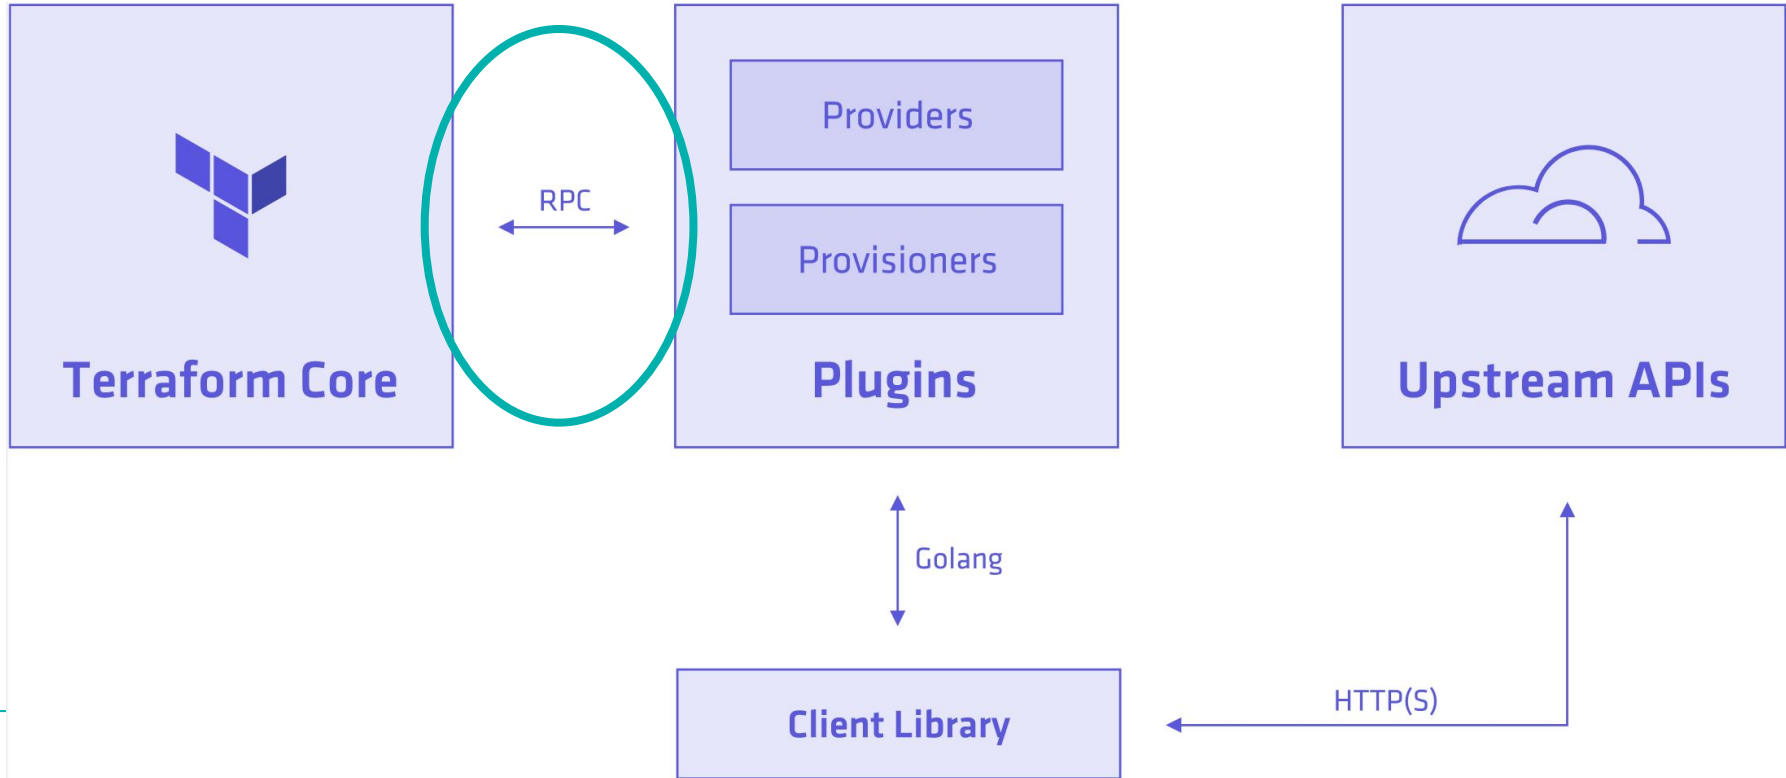 Terraform Core
RPC
Providers
Provisioners
Plugins
Upstream APIs
Golang
Client Library
HTTP(S)